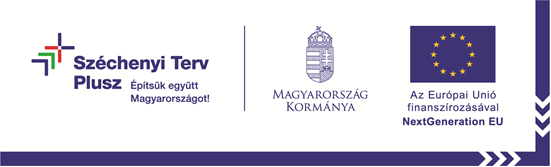 Széchenyi Terv
Plusz Építsük együtt
Magyarországot!
MAGYARORSZÁG
KORMÁNYA
Az Európai Unió
finanszírozásával
NextGeneration EU